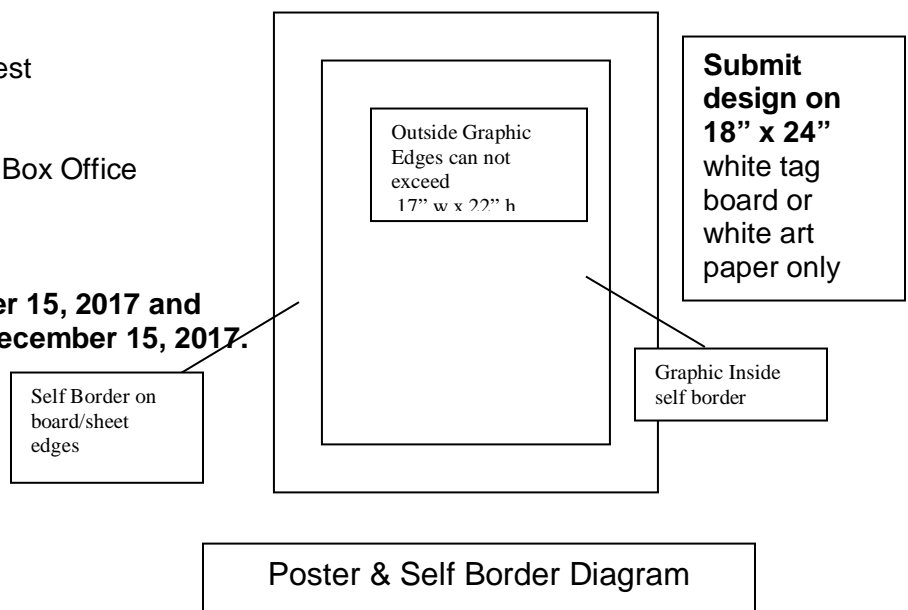 est
Box Office
er 15, 2017 and
ecember 15, 2017.
Self Border on
board/sheet
edges
Outside Graphic
Edges can not
exceed
17” w x 22” h
Graphic Inside
self border
Submit
design on
18” x 24”
white tag
board or
white art
paper only
Poster & Self Border Diagram